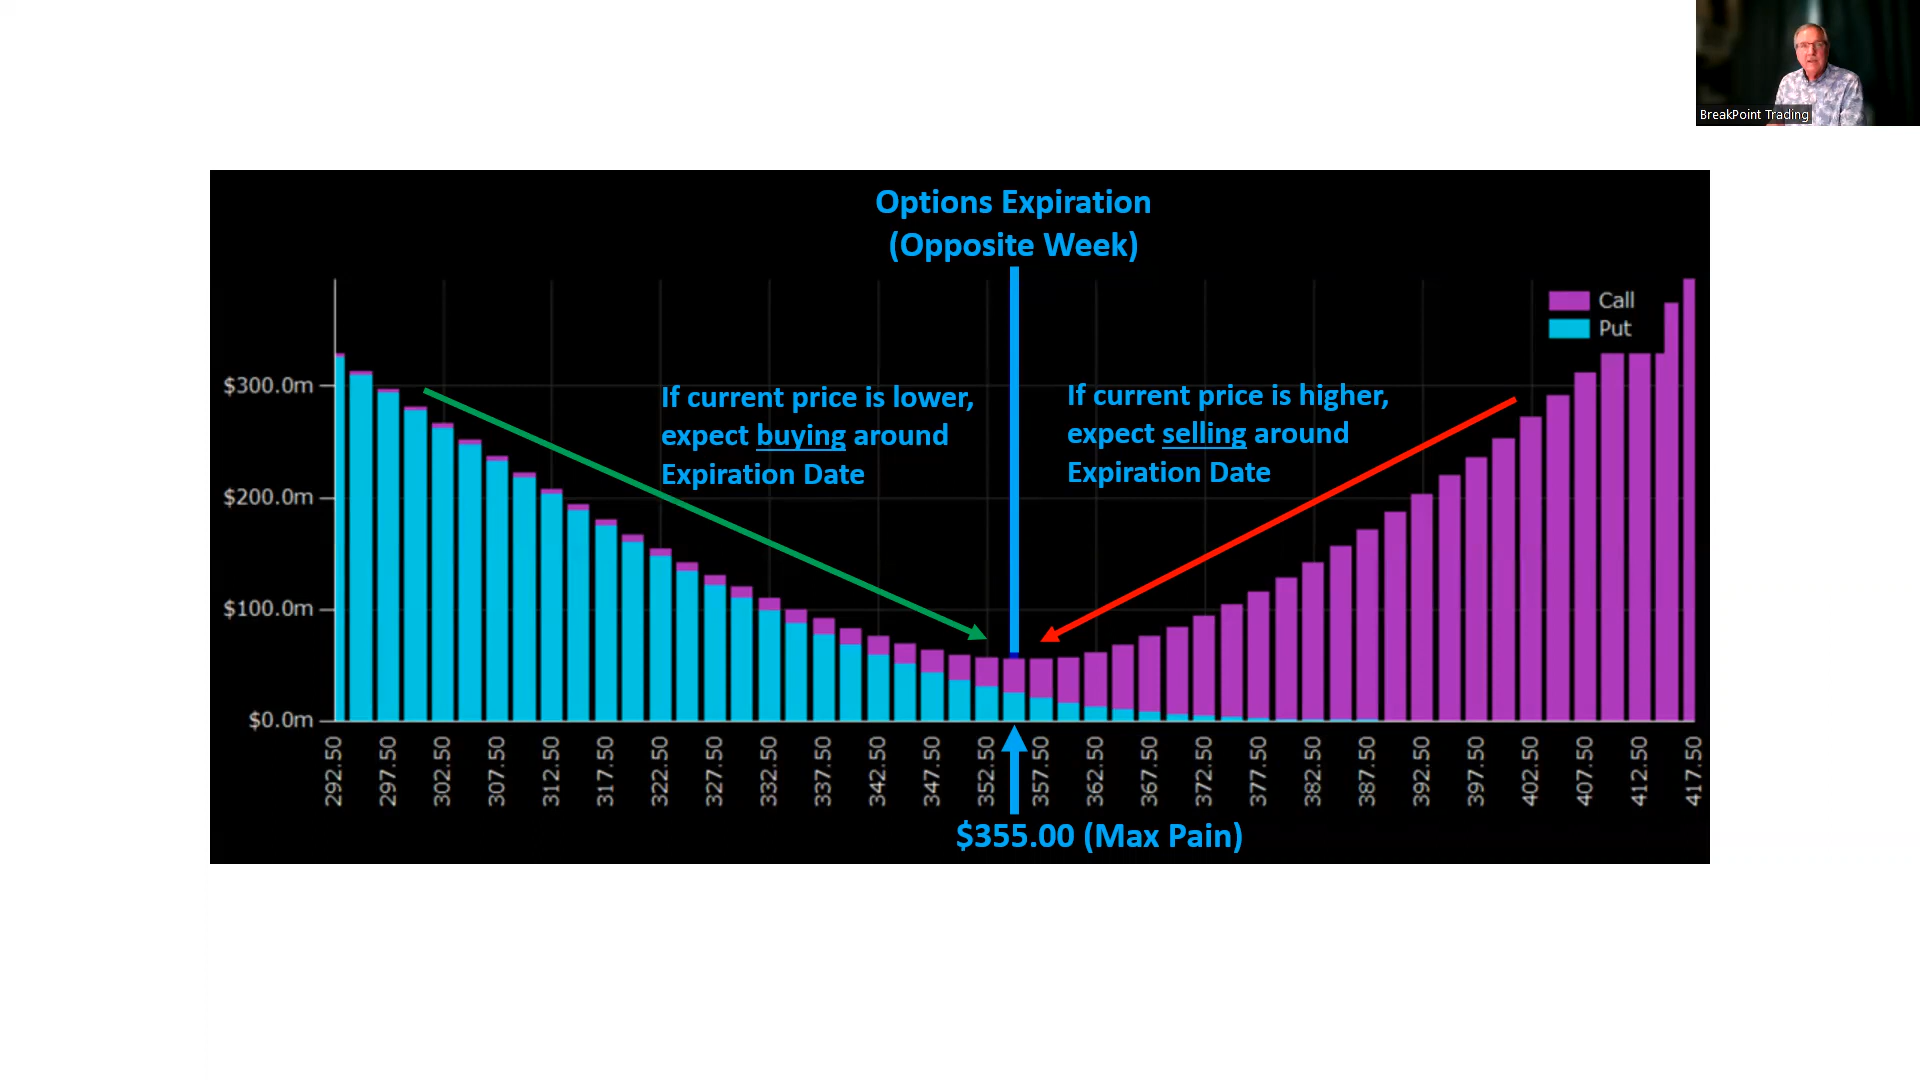 BreakPoint Trading
Options Expiration
(Opposite Week)
Call
Put
$300.0m
$200.0m
$100.0m
$0.0m
If current price is lower,
expect buying around
Expiration Date
If current price is higher,
expect selling around
Expiration Date
292.50
297.50
302.50
307.50
312.50
317.50
322.50
327.50
332.50
337.50
342.50
347.50
352.50
357.50
362.50
367.50
372.50
377.50
382.50
387.50
392.50
397.50
402.50
407.50
412.50
417.50
$355.00 (Max Pain)